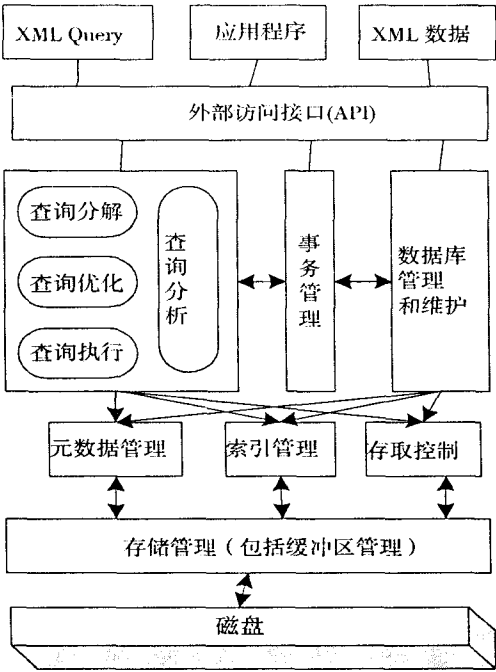 XML Query
应用程序
XML 数据
外部访问接口(API)
查询分解
查询优化
查询执行
查询分析
事务管理
数据库
管理
和维护
元数据管理
索引管理
存取控制
存储管理（包括缓冲区管理）
磁盘